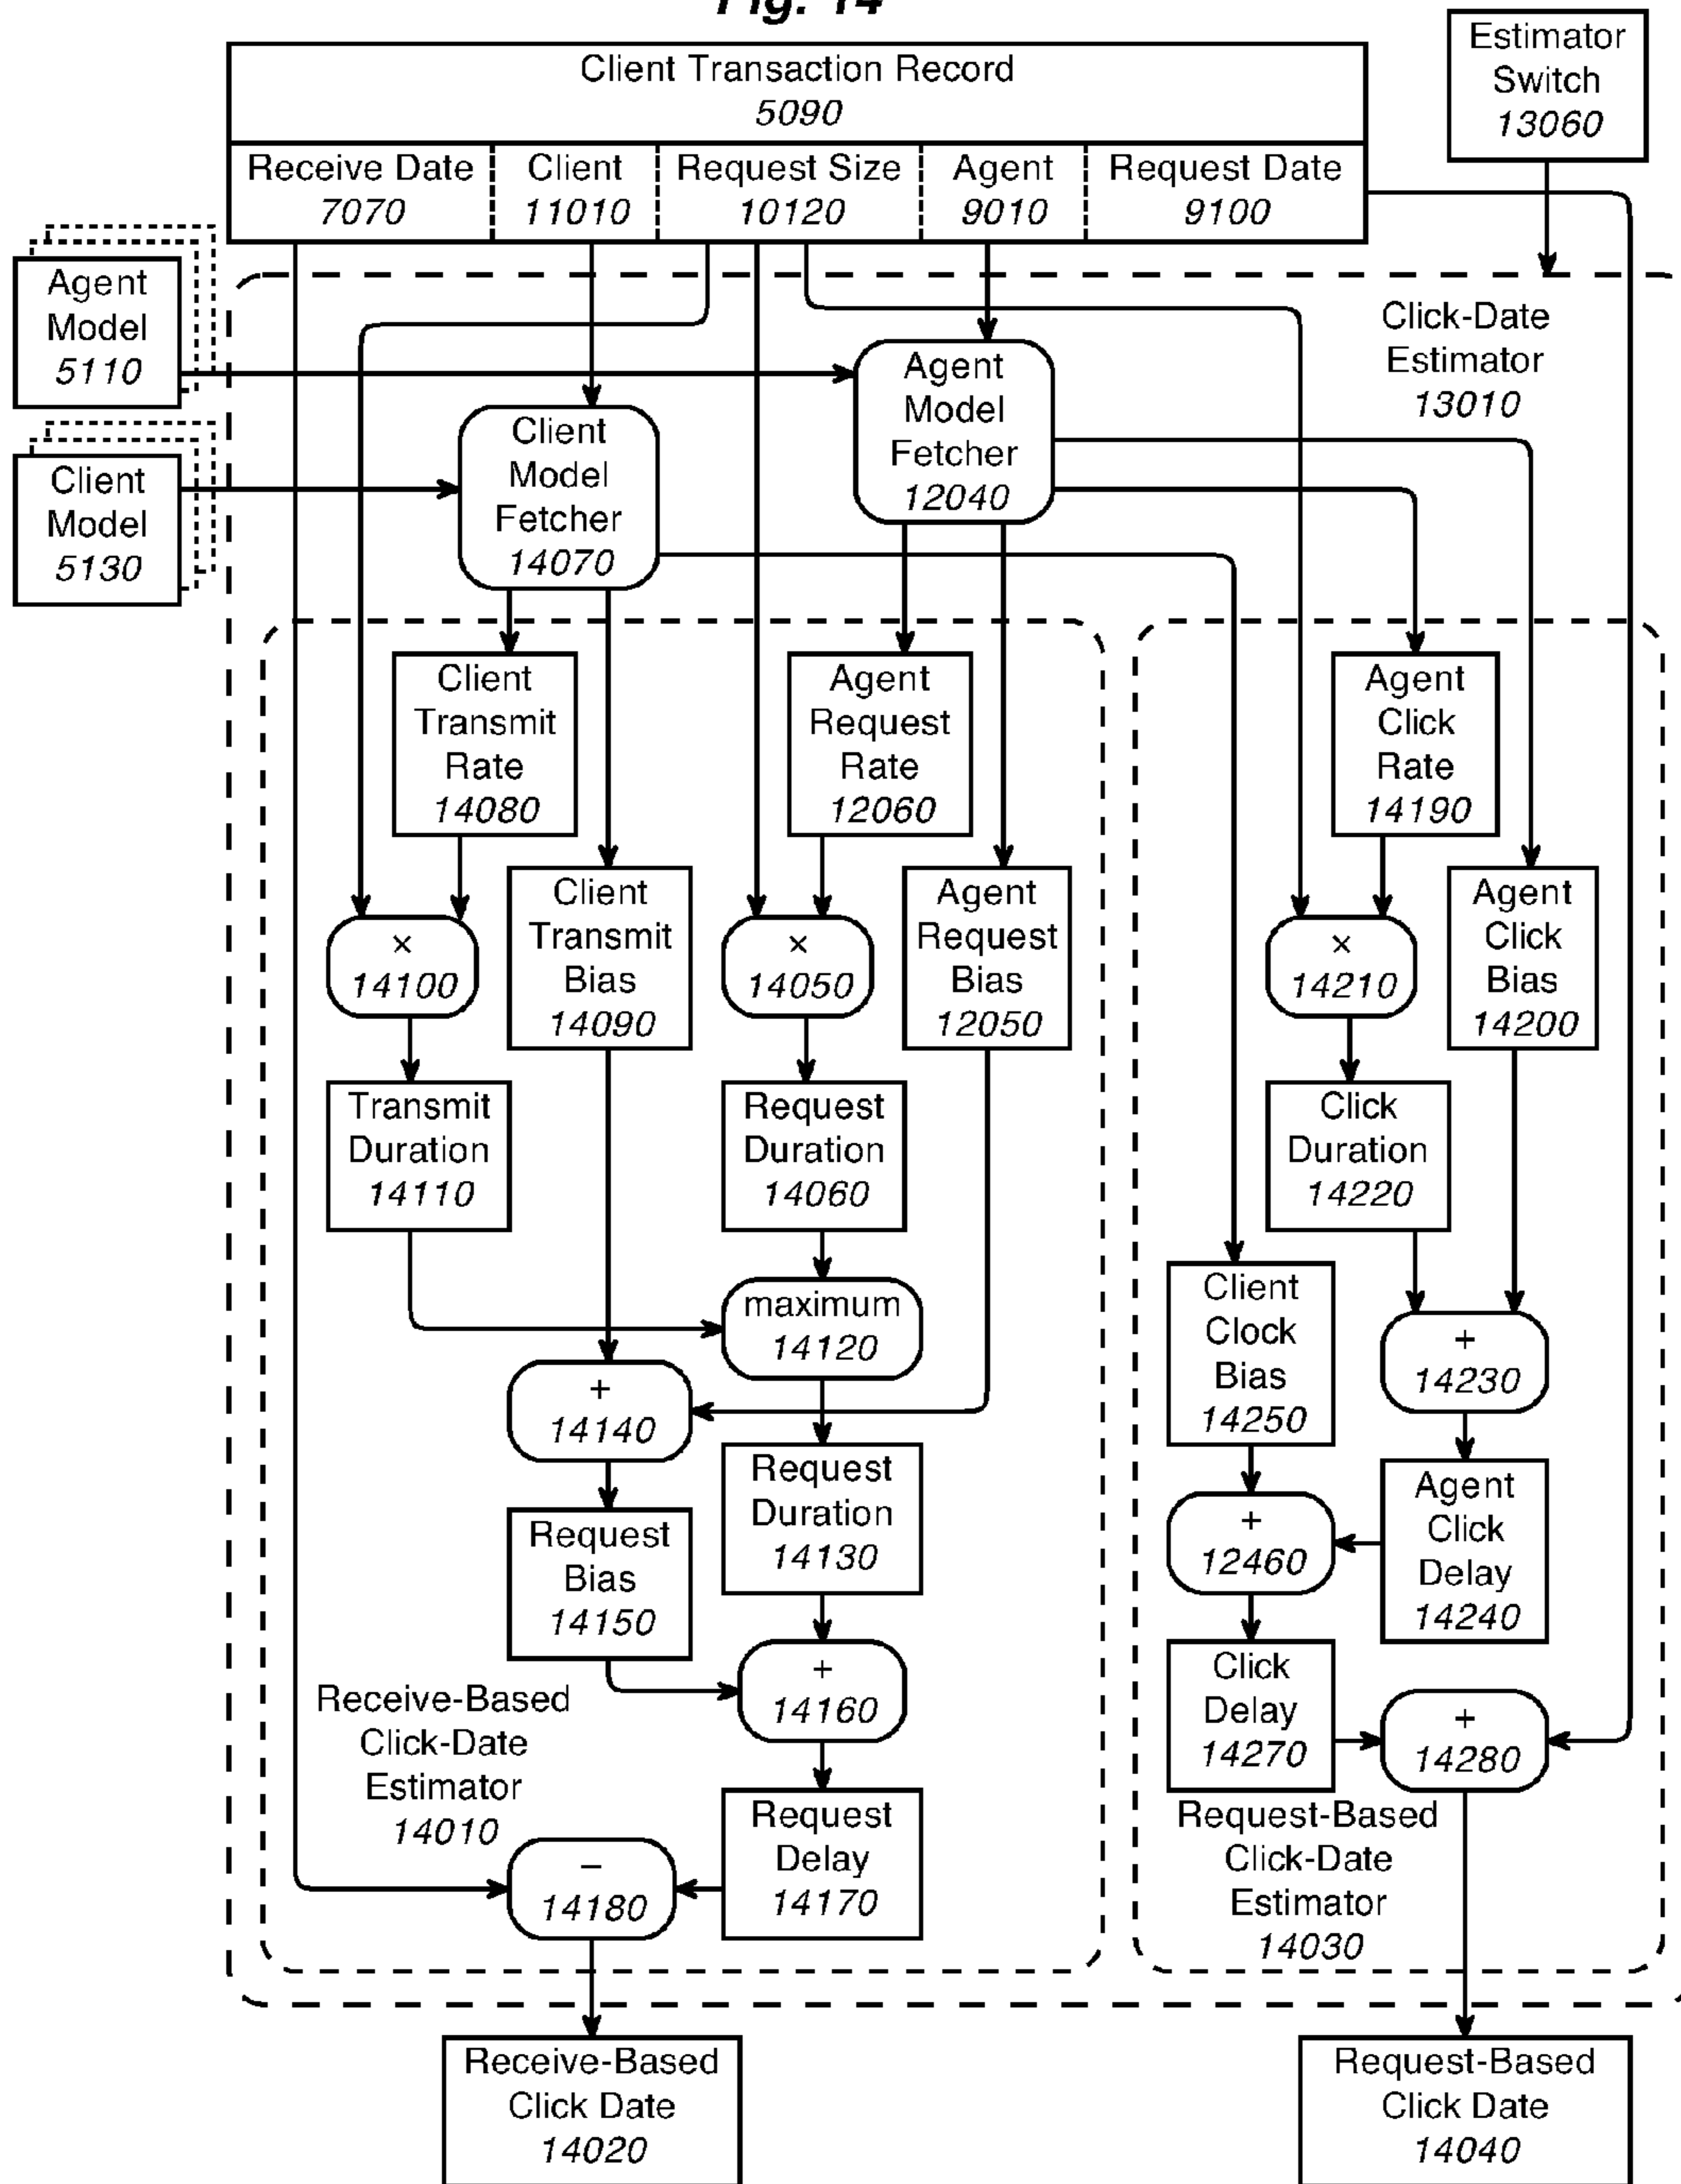 Fig. 14
Client Transaction Record
5090
Receive Date
7070
Client
11010
Request Size
10120
Agent
9010
Request Date
9100
Estimator
Switch
13060
Agent
Model
5110
Client
Model
5130
Click-Date
Estimator
13010
Client
Model
Fetcher
14070
Agent
Model
Fetcher
12040
Client
Transmit
Rate
14080
Agent
Request
Rate
12060
Agent
Click
Rate
14190
×
14100
Client
Transmit
Bias
14090
×
14050
Agent
Request
Bias
12050
×
14210
Agent
Click
Bias
14200
Transmit
Duration
14110
Request
Duration
14060
Click
Duration
14220
maximum
14120
+
14140
Client
Clock
Bias
14250
+
14230
Request
Duration
14130
Request
Bias
14150
+
12460
Agent
Click
Delay
14240
+
14160
Click
Delay
14270
+
14280
Receive-Based
Click-Date
Estimator
14010
Request
Delay
14170
–
14180
Request-Based
Click-Date
Estimator
14030
Receive-Based
Click Date
14020
Request-Based
Click Date
14040